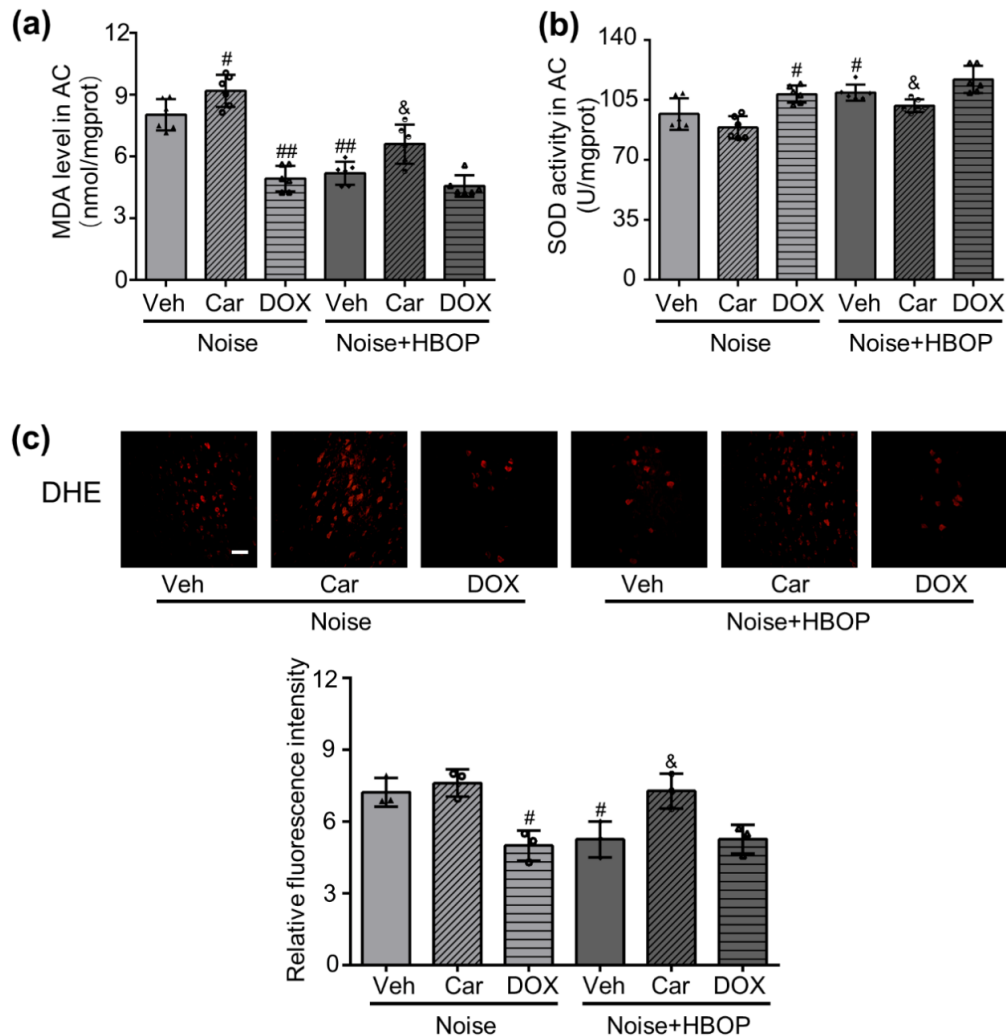 (a)
MDA level in AC
(nmol/mgprot)
12
9
6
3
0
#
##
##
&
Veh Car DOX Veh Car DOX
Noise Noise+HBOP
(b)
SOD activity in AC
(U/mgprot)
140
105
70
35
0
#
#
&
Veh Car DOX Veh Car DOX
Noise Noise+HBOP
(c)
DHE
Veh Car DOX Veh Car DOX
Noise Noise+HBOP
Relative fluorescence intensity
12
9
6
3
0
#
#
&
Veh Car DOX Veh Car DOX
Noise Noise+HBOP